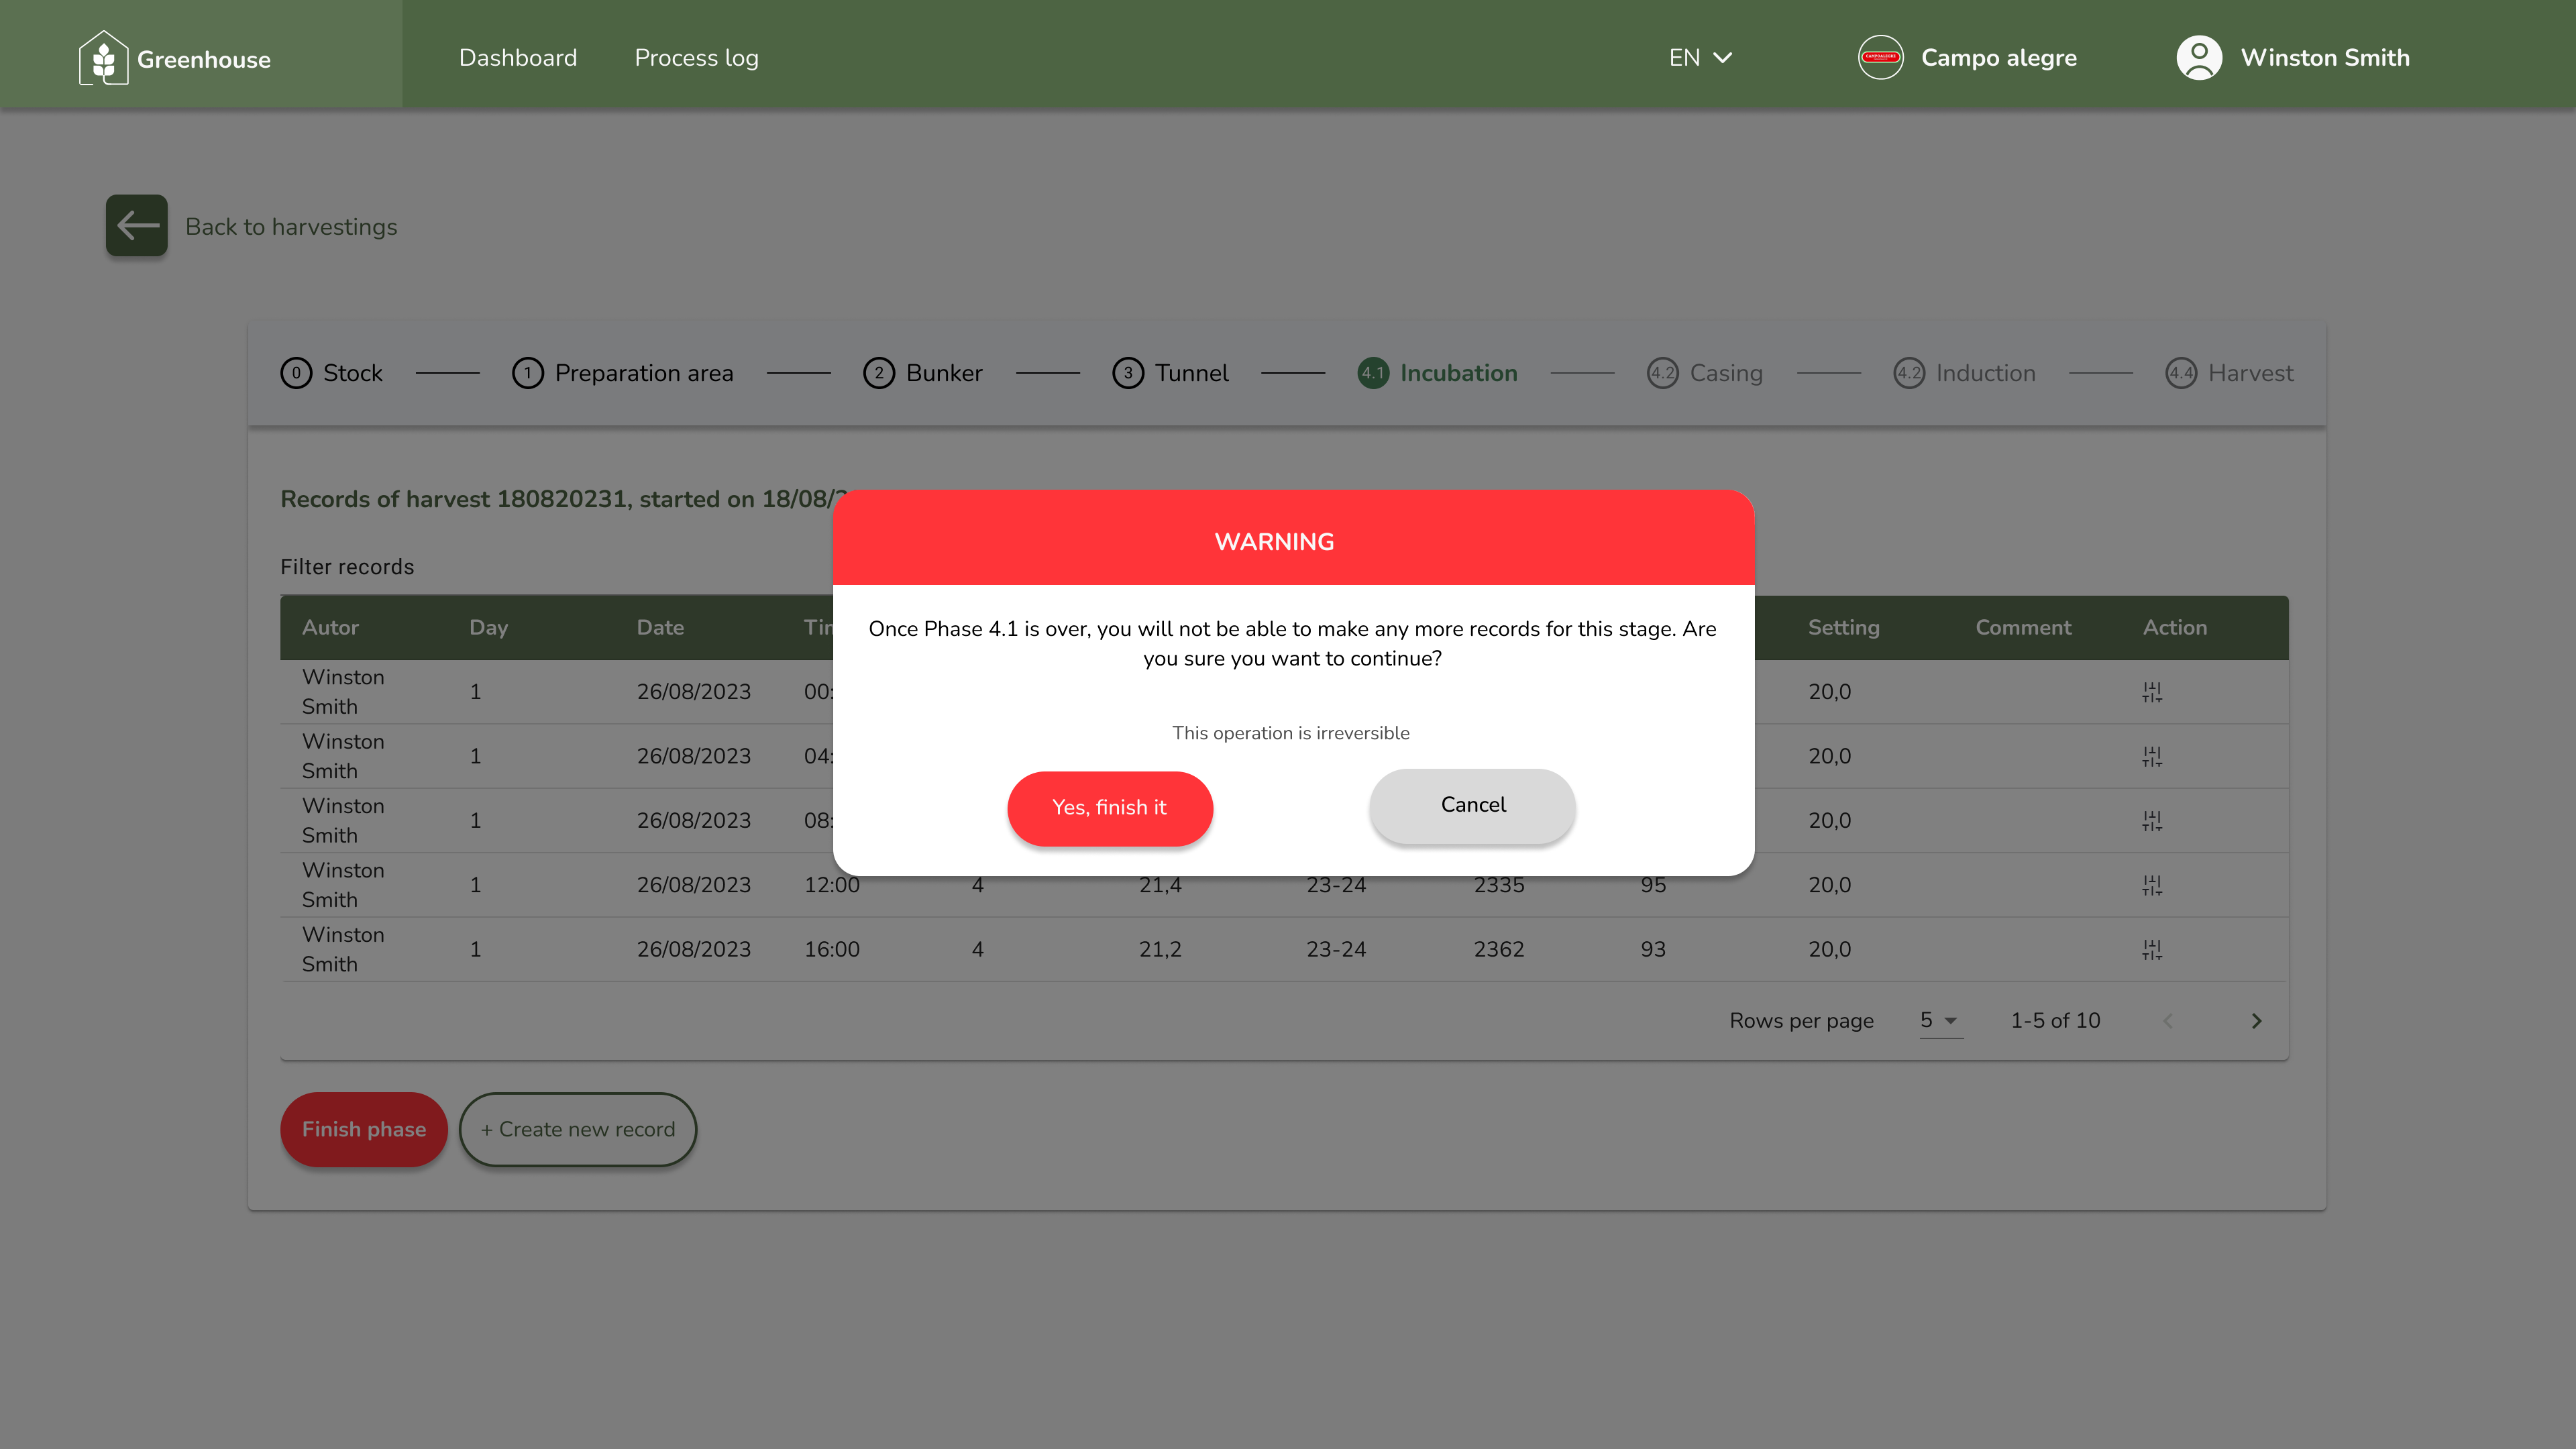 Greenhouse
Dashboard
Process log
EN
CAMPOALEGRE
Campo alegre
Winston Smith
Back to harvestings
0 Stock
1 Preparation area
2 Bunker
3 Tunnel
4.1 Incubation
4.2 Casing
4.2 Induction
4.4 Harvest
Records of harvest 180820231, started on 18/08/
WARNING
Once Phase 4.1 is over, you will not be able to make any more records for this stage. Are
you sure you want to continue?
This operation is irreversible
Yes, finish it
Cancel
Filter records
Autor Day Date Setting Comment Action
Winston
Smith
1 26/08/2023 00: 20,0
Winston
Smith
1 26/08/2023 04: 20,0
Winston
Smith
1 26/08/2023 08: 20,0
Winston
Smith
1 26/08/2023 12:00 4 21,4 23-24 2335 95 20,0
Winston
Smith
1 26/08/2023 16:00 4 21,2 23-24 2362 93 20,0
Rows per page 5 1-5 of 10
Finish phase
+ Create new record